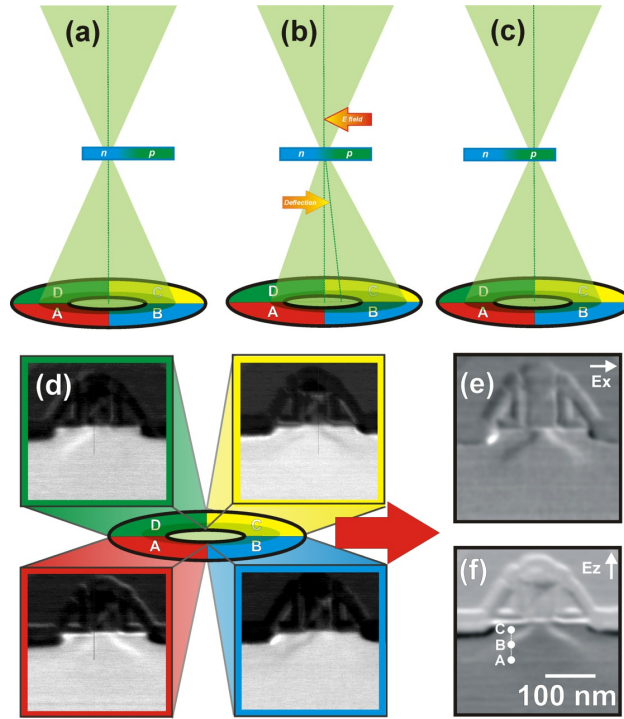 (a)
(b)
(c)
E field
n p
n p
n p
Deflection
D C
A B
D C
A B
D C
A B
(d)
(e)
Ex
D C
A B
(f)
Ez
C
B
A
100 nm